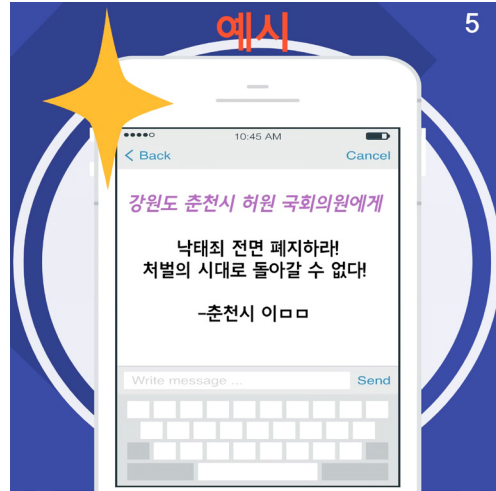 예시
5
10:45 AM
< Back
Cancel
강원도 춘천시 허원 국회의원에게
낙태죄 전면 폐지하라!
처벌의 시대로 돌아갈 수 없다!
-춘천시 이ㅁㅁ
Write message ...
Send